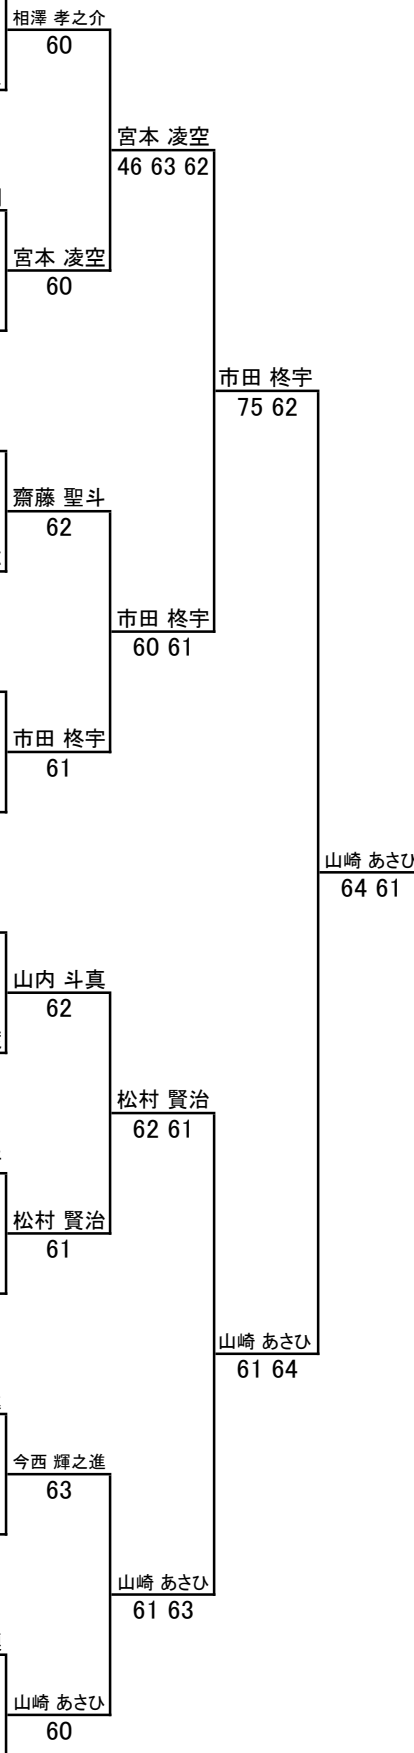 相澤 孝之介
60
宮本 凌空
46 63 62
宮本 凌空
60
市田 柊宇
75 62
齋藤 聖斗
62
市田 柊宇
60 61
市田 柊宇
61
山崎 あさひ
64 61
山内 斗真
62
松村 賢治
62 61
松村 賢治
61
山崎 あさひ
61 64
今西 輝之進
63
山崎 あさひ
61 63
山崎 あさひ
60